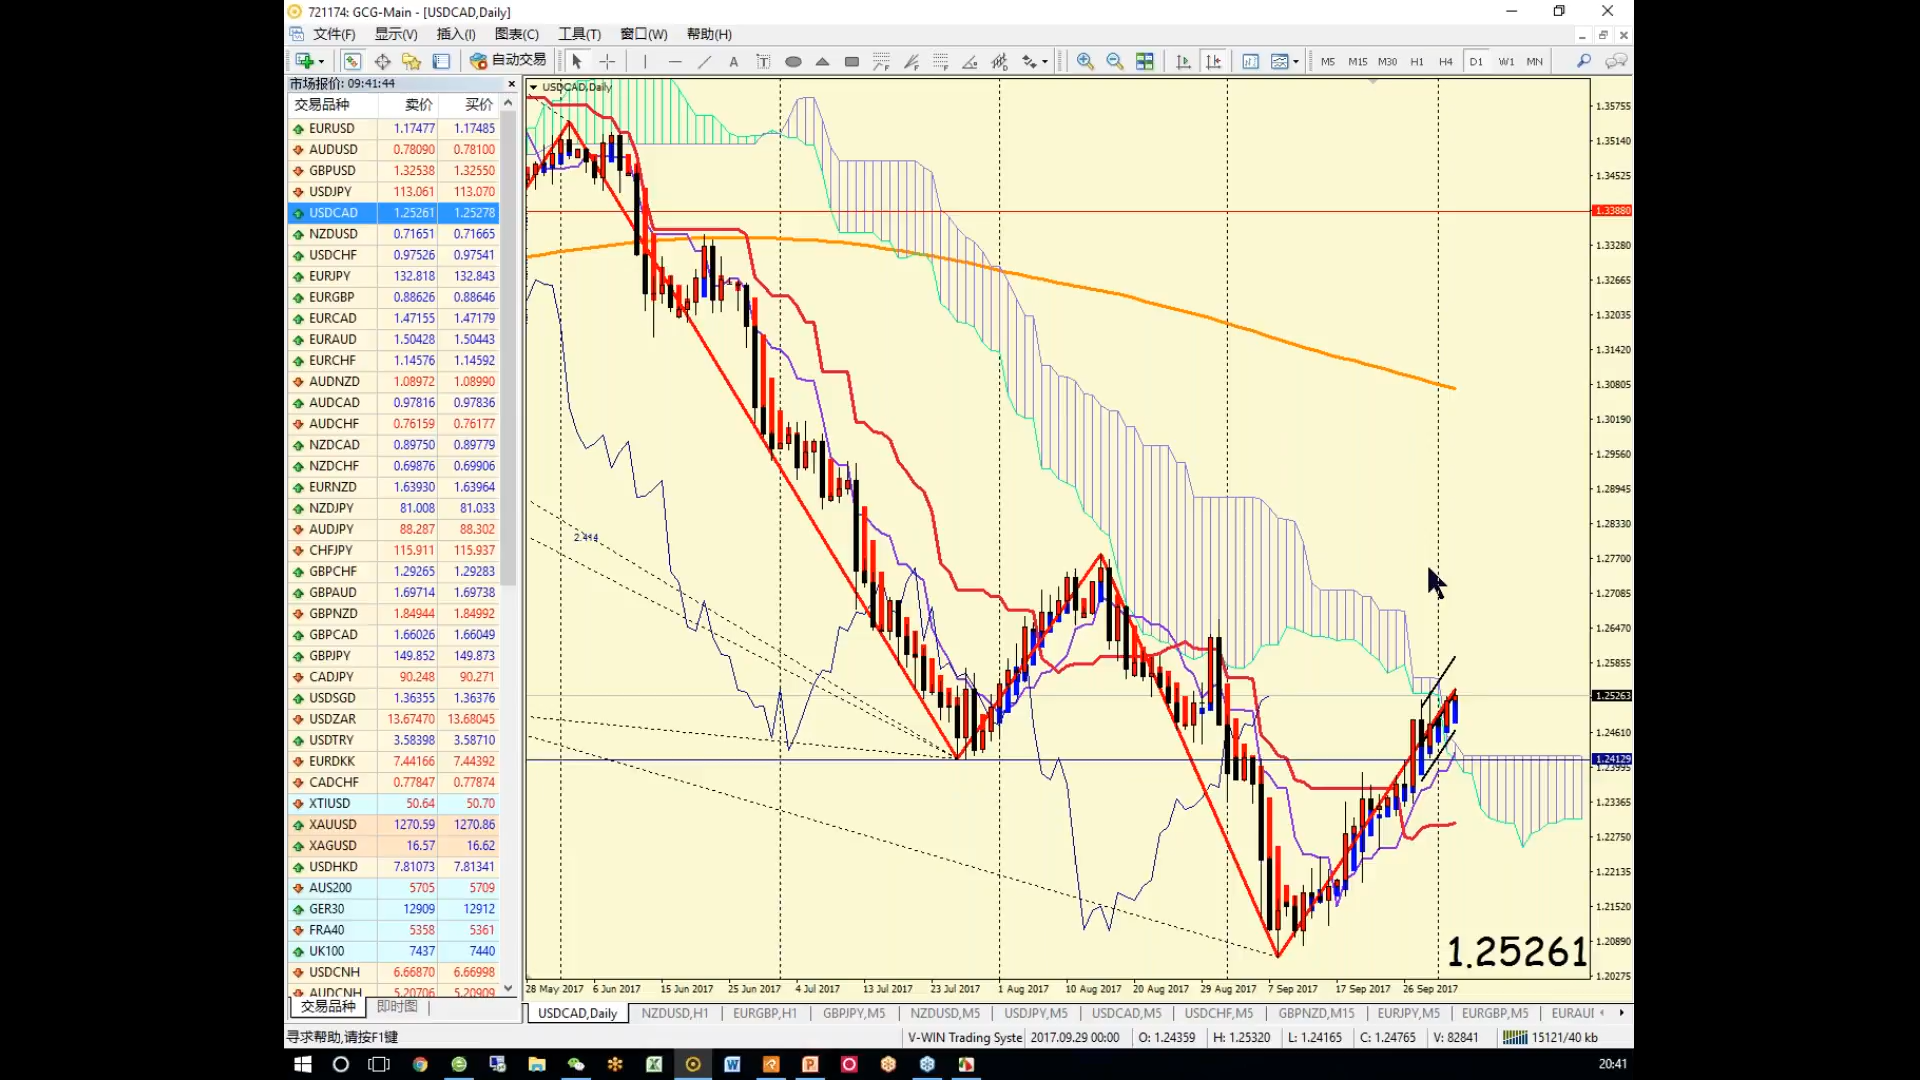 721174: GCG-Main - [USDCAD,Daily]
文件(F) 显示(V) 插入(I) 图表(C) 工具(T) 窗口(W) 帮助(H)
自动交易 A T M5 M15 M30 H1 H4 D1 W1 MN
市场报价: 09:41:44
交易品种 卖价 买价
EURUSD 1.17477 1.17485
AUDUSD 0.78090 0.78100
GBPUSD 1.32538 1.32550
USDJPY 113.061 113.070
USDCAD 1.25261 1.25278
NZDUSD 0.71651 0.71665
USDCHF 0.97526 0.97541
EURJPY 132.818 132.843
EURGBP 0.88626 0.88646
EURCAD 1.47155 1.47179
EURAUD 1.50428 1.50443
EURCHF 1.14576 1.14592
AUDNZD 1.08972 1.08990
AUDCAD 0.97816 0.97836
AUDCHF 0.76159 0.76177
NZDCAD 0.89750 0.89779
NZDCHF 0.69876 0.69906
EURNZD 1.63930 1.63964
NZDJPY 81.008 81.033
AUDJPY 88.287 88.302
CHFJPY 115.911 115.937
GBPCHF 1.29265 1.29283
GBPAUD 1.69714 1.69738
GBPNZD 1.84944 1.84992
GBPCAD 1.66026 1.66049
GBPJPY 149.852 149.873
CADJPY 90.248 90.271
USDSGD 1.36355 1.36376
USDZAR 13.67470 13.68045
USDTRY 3.58398 3.58710
EURDKK 7.44166 7.44392
CADCHF 0.77847 0.77874
XTIUSD 50.64 50.70
XAUUSD 1270.59 1270.86
XAGUSD 16.57 16.62
USDHKD 7.81073 7.81341
AUS200 5705 5709
GER30 12909 12912
FRA40 5358 5361
UK100 7437 7440
USDCNH 6.66870 6.66998
AUDCNH 5.20706 5.20909
交易品种 即时图
USDCAD,Daily
2.414
1.35755
1.35140
1.34525
1.33880
1.33280
1.32665
1.32035
1.31420
1.30805
1.30190
1.29560
1.28945
1.28330
1.27700
1.27085
1.26470
1.25855
1.25263
1.24610
1.24129
1.23995
1.23365
1.22750
1.22135
1.21520
1.20890
1.20275
1.25261
28 May 2017 6 Jun 2017 15 Jun 2017 25 Jun 2017 4 Jul 2017 13 Jul 2017 23 Jul 2017 1 Aug 2017 10 Aug 2017 20 Aug 2017 29 Aug 2017 7 Sep 2017 17 Sep 2017 26 Sep 2017
USDCAD,Daily NZDUSD,H1 EURGBP,H1 GBPJPY,M5 NZDUSD,M5 USDJPY,M5 USDCAD,M5 USDCHF,M5 GBPNZD,M15 EURJPY,M5 EURGBP,M5 EURAUI
寻求帮助,请按F1键 V-WIN Trading Syste 2017.09.29 00:00 O: 1.24359 H: 1.25320 L: 1.24165 C: 1.24765 V: 82841 15121/40 kb
20:41